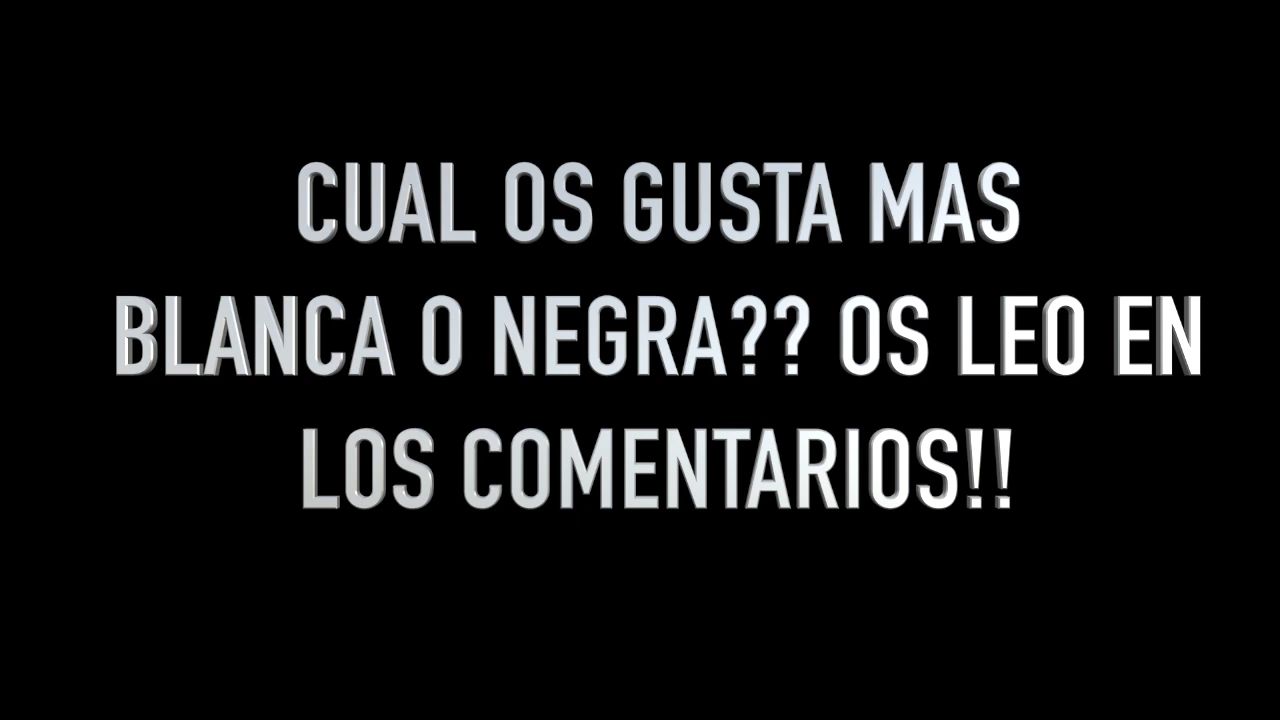 CUAL OS GUSTA MAS
BLANCA O NEGRA?? OS LEO EN
LOS COMENTARIOS!!